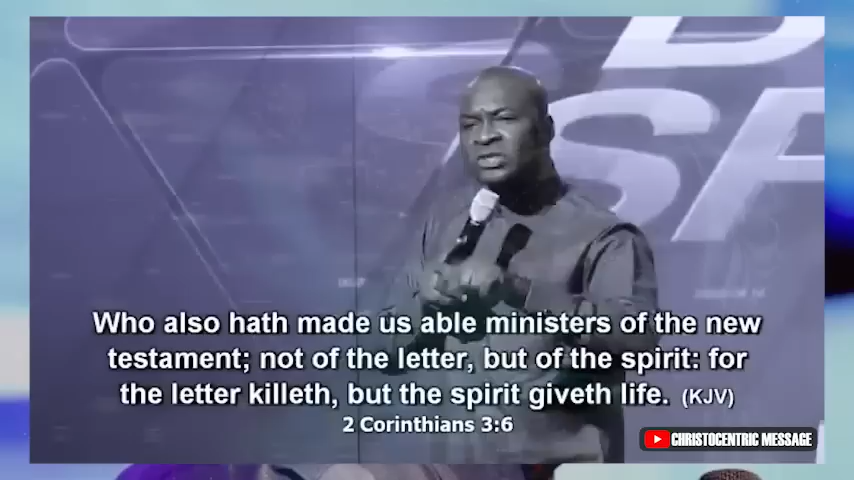 D
SP
Who also hath made us able ministers of the new
testament; not of the letter, but of the spirit: for
the letter killeth, but the spirit giveth life. (KJV)
2 Corinthians 3:6
CHRISTOCENTRIC MESSAGE